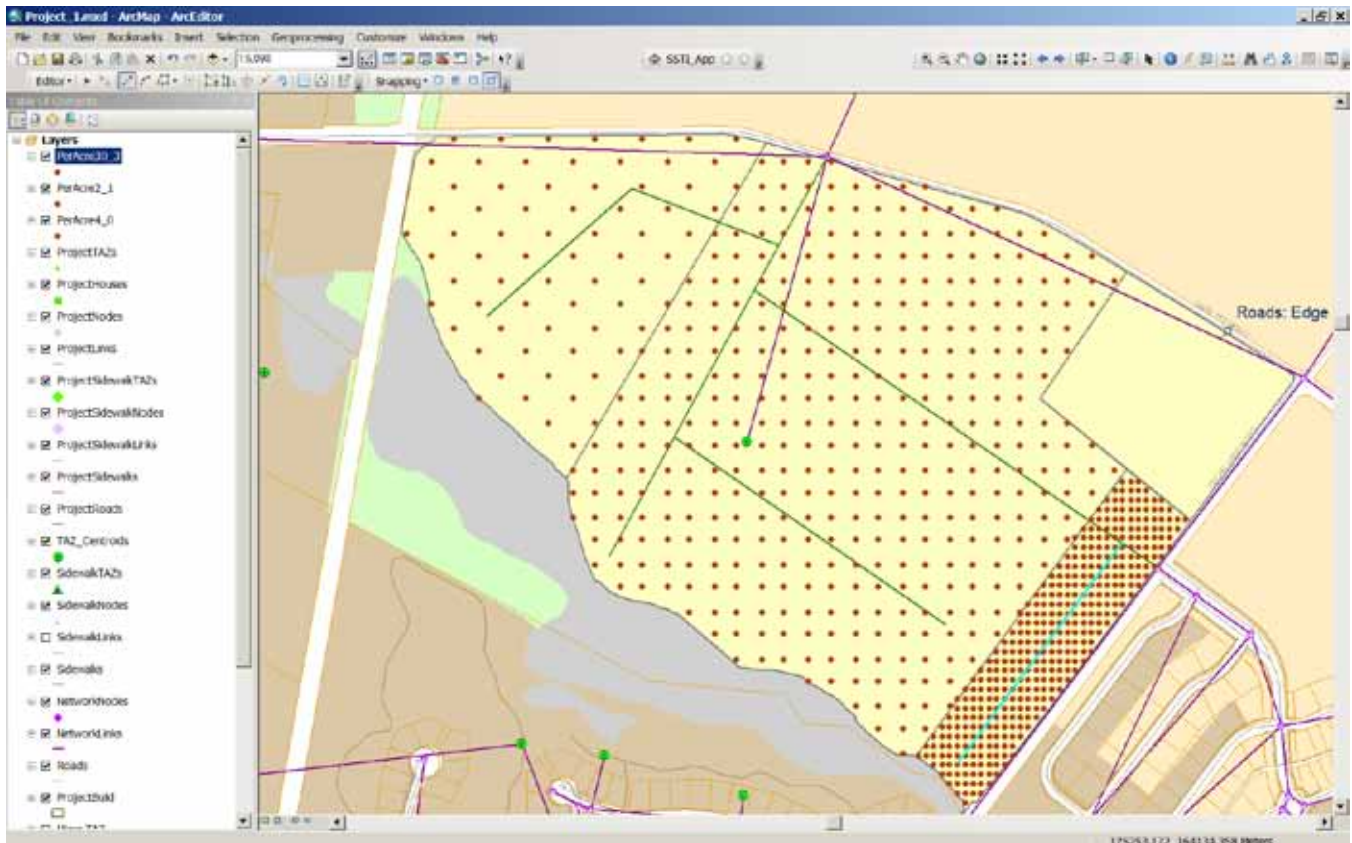 Project_1.mxd - ArcMap - ArcEditor
File Edit View Bookmarks Insert Selection Geoprocessing Customize Windows Help
SSTI_App
Editor Snapping
Layers
PerAcre2_1
PerAcre4_0
ProjectTAZs
ProjectHouses
ProjectNodes
ProjectLinks
ProjectSidewalkTAZs
ProjectSidewalkNodes
ProjectSidewalkLinks
ProjectSidewalks
ProjectRoads
TAZ_Centroids
SidewalkTAZs
SidewalkNodes
SidewalkLinks
Sidewalks
NetworkNodes
NetworkLinks
Roads
ProjectBuild
Roads: Edge
Meters